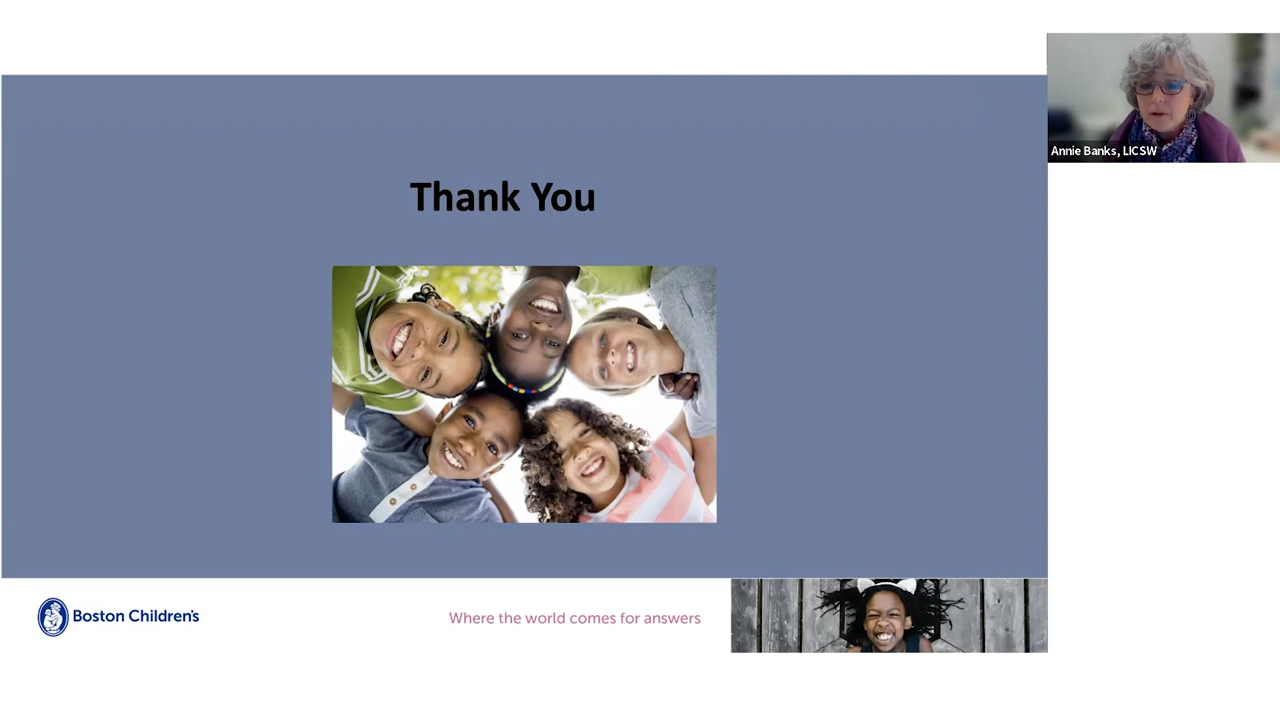 Annie Banks, LICSW
Thank You
Boston Children's
Where the world comes for answers